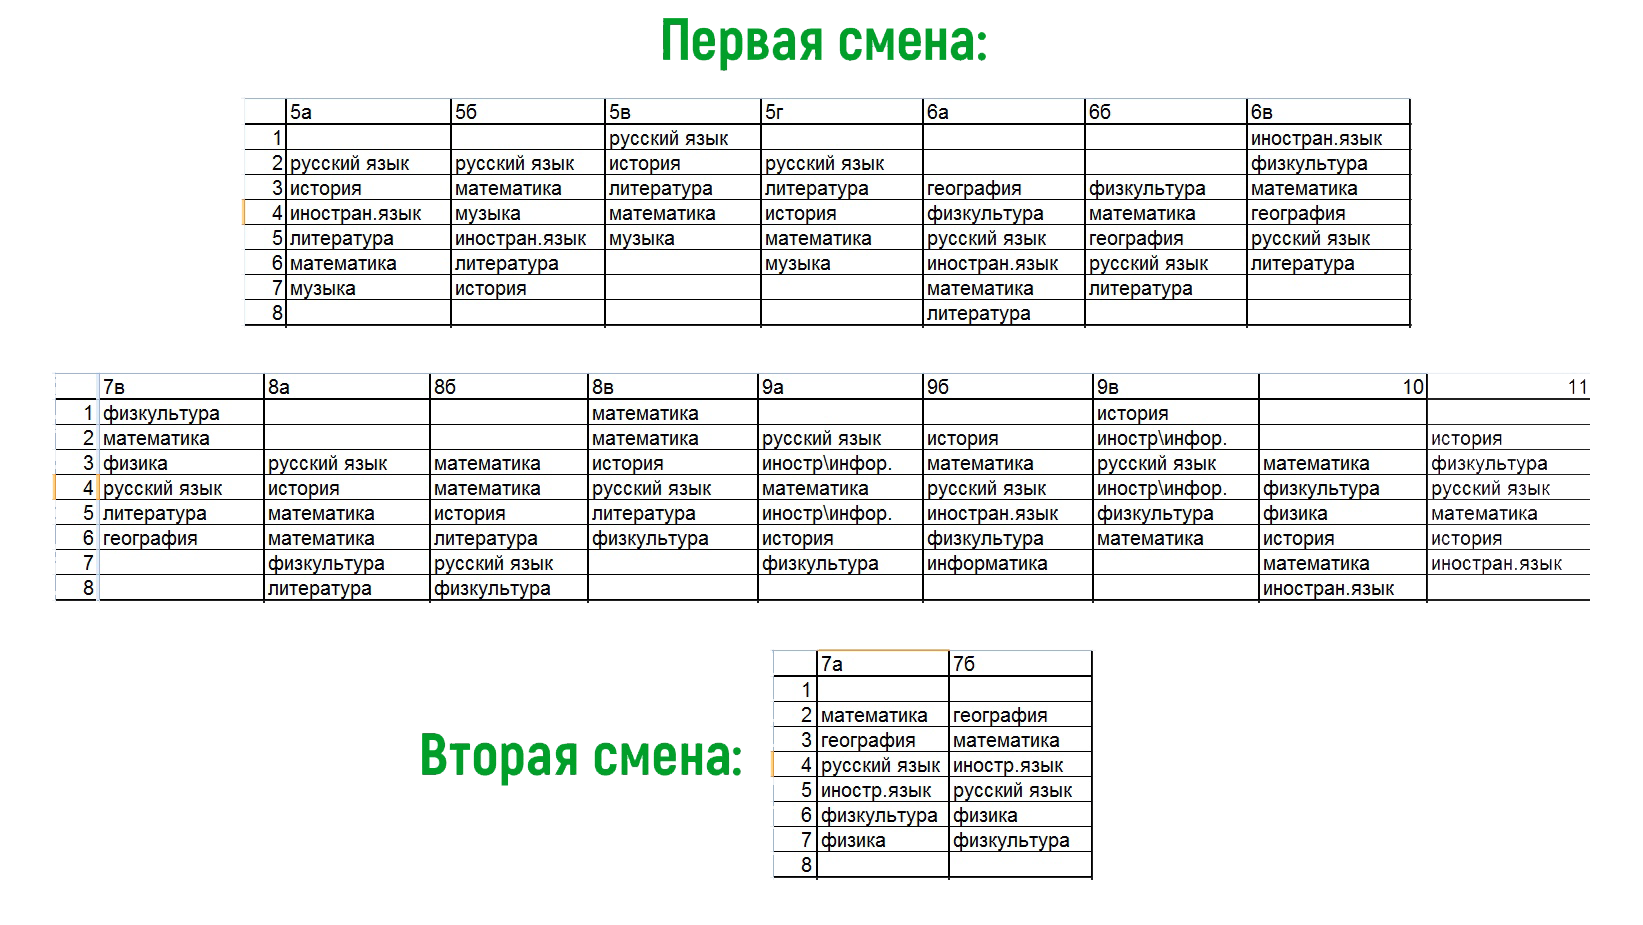 Первая смена:
5а 5б 5в 5г 6а 6б 6в
1 русский язык иностран.язык
2 русский язык русский язык история русский язык физкультура
3 история математика литература литература география физкультура математика
4 иностран.язык музыка математика история физкультура математика география
5 литература иностран.язык музыка математика русский язык география русский язык
6 математика литература музыка иностран.язык русский язык литература
7 музыка история математика литература
8 литература
7в 8а 8б 8в 9а 9б 9в 10 11
1 физкультура математика история
2 математика математика русский язык история иностр\инфор. история
3 физика русский язык математика история иностр\инфор. математика русский язык математика физкультура
4 русский язык история математика русский язык математика русский язык иностр\инфор. физкультура русский язык
5 литература математика история литература иностр\инфор. иностран.язык физкультура физика математика
6 география математика литература физкультура история физкультура математика история история
7 физкультура русский язык физкультура информатика математика иностран.язык
8 литература физкультура иностран.язык
Вторая смена:
7а 7б
1
2 математика география
3 география математика
4 русский язык иностр.язык
5 иностр.язык русский язык
6 физкультура физика
7 физика физкультура
8